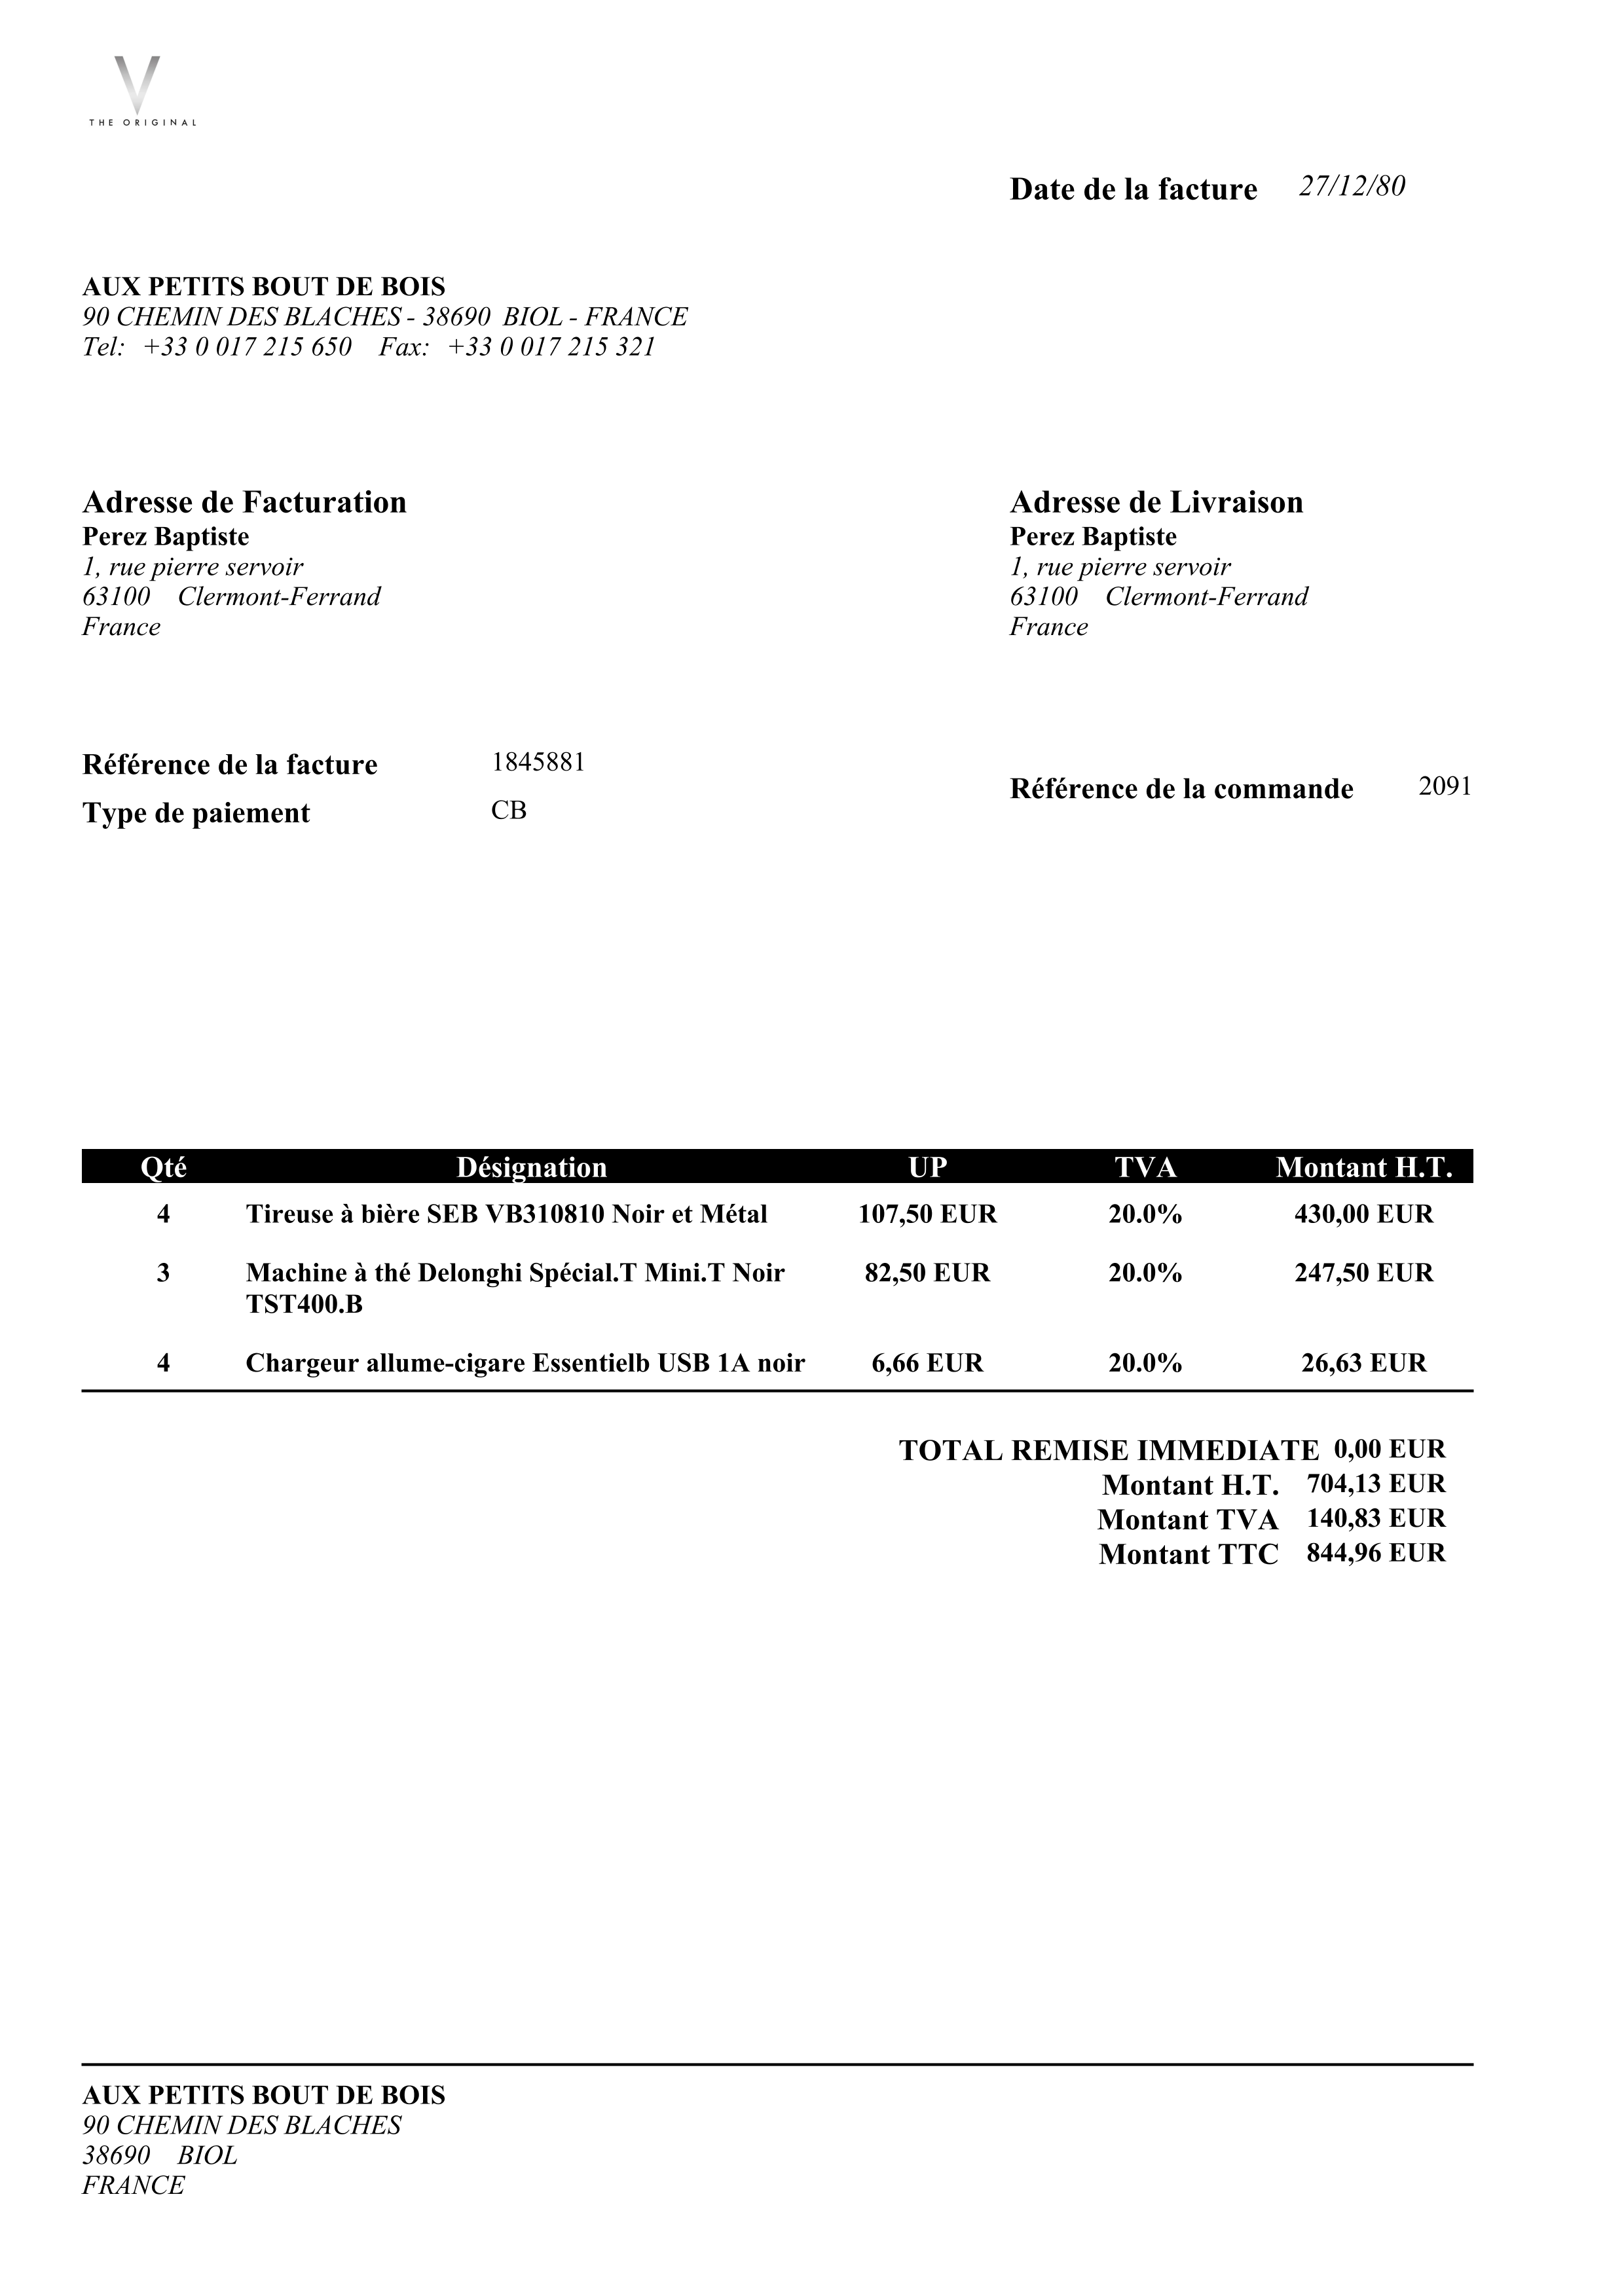 V
THE ORIGINAL
Date de la facture 27/12/80
AUX PETITS BOUT DE BOIS
90 CHEMIN DES BLACHES - 38690 BIOL - FRANCE
Tel: +33 0 017 215 650 Fax: +33 0 017 215 321
Adresse de Facturation
Perez Baptiste
1, rue pierre servoir
63100 Clermont-Ferrand
France
Adresse de Livraison
Perez Baptiste
1, rue pierre servoir
63100 Clermont-Ferrand
France
Référence de la facture 1845881
Type de paiement CB
Référence de la commande 2091
Qté Désignation UP TVA Montant H.T.
4 Tireuse à bière SEB VB310810 Noir et Métal 107,50 EUR 20.0% 430,00 EUR
3 Machine à thé Delonghi Spécial.T Mini.T Noir 82,50 EUR 20.0% 247,50 EUR
TST400.B
4 Chargeur allume-cigare Essentielb USB 1A noir 6,66 EUR 20.0% 26,63 EUR
TOTAL REMISE IMMEDIATE 0,00 EUR
Montant H.T. 704,13 EUR
Montant TVA 140,83 EUR
Montant TTC 844,96 EUR
AUX PETITS BOUT DE BOIS
90 CHEMIN DES BLACHES
38690 BIOL
FRANCE